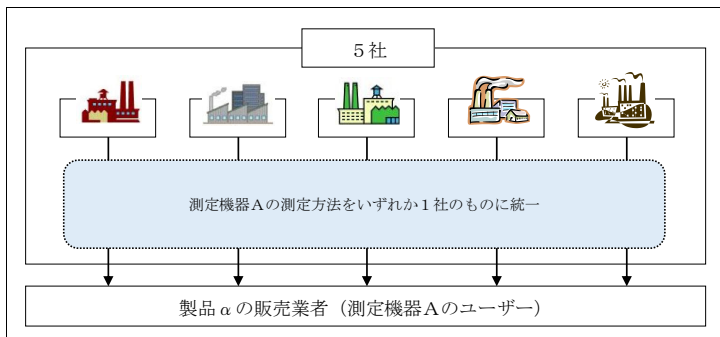 ５社
測定機器Ａの測定方法をいずれか１社のものに統一
製品αの販売業者（測定機器Ａのユーザー）